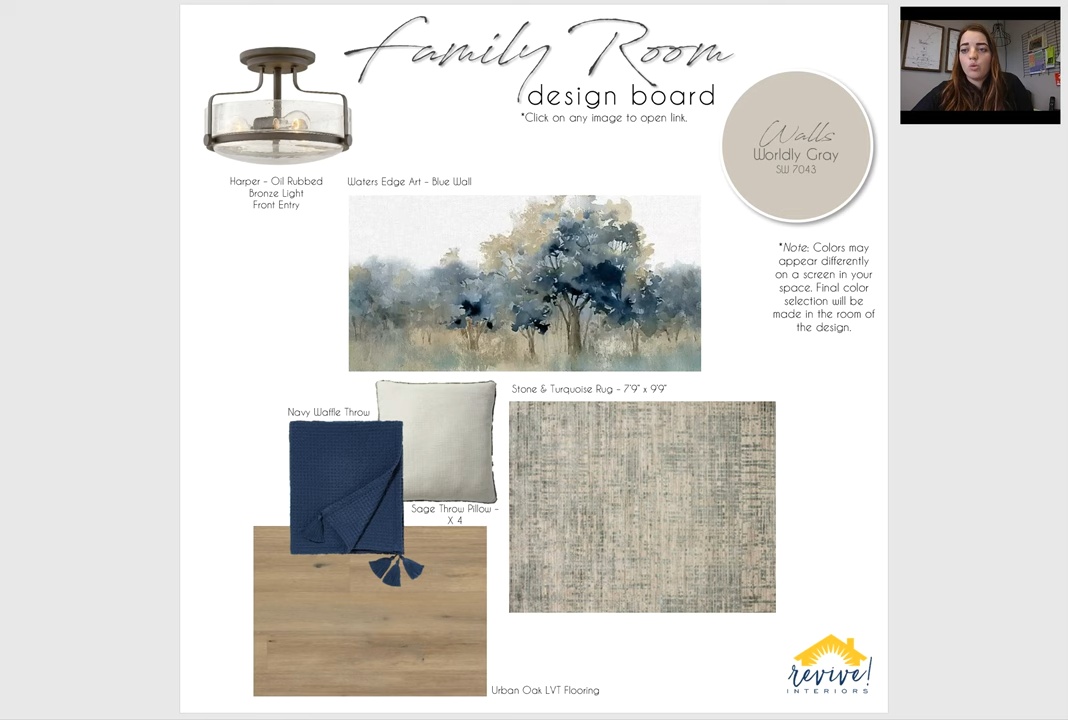 Family Room
design board
*Click on any image to open link.
Walls
Worldly Gray
SW 7043
Harper - Oil Rubbed
Bronze Light
Front Entry
Waters Edge Art - Blue Wall
*Note: Colors may
appear differently
on a screen in your
space. Final color
selection will be
made in the room of
the design.
Stone & Turquoise Rug - 7'9" x 9'9"
Navy Waffle Throw
Sage Throw Pillow -
X 4
Urban Oak LVT Flooring
revive!
INTERIORS